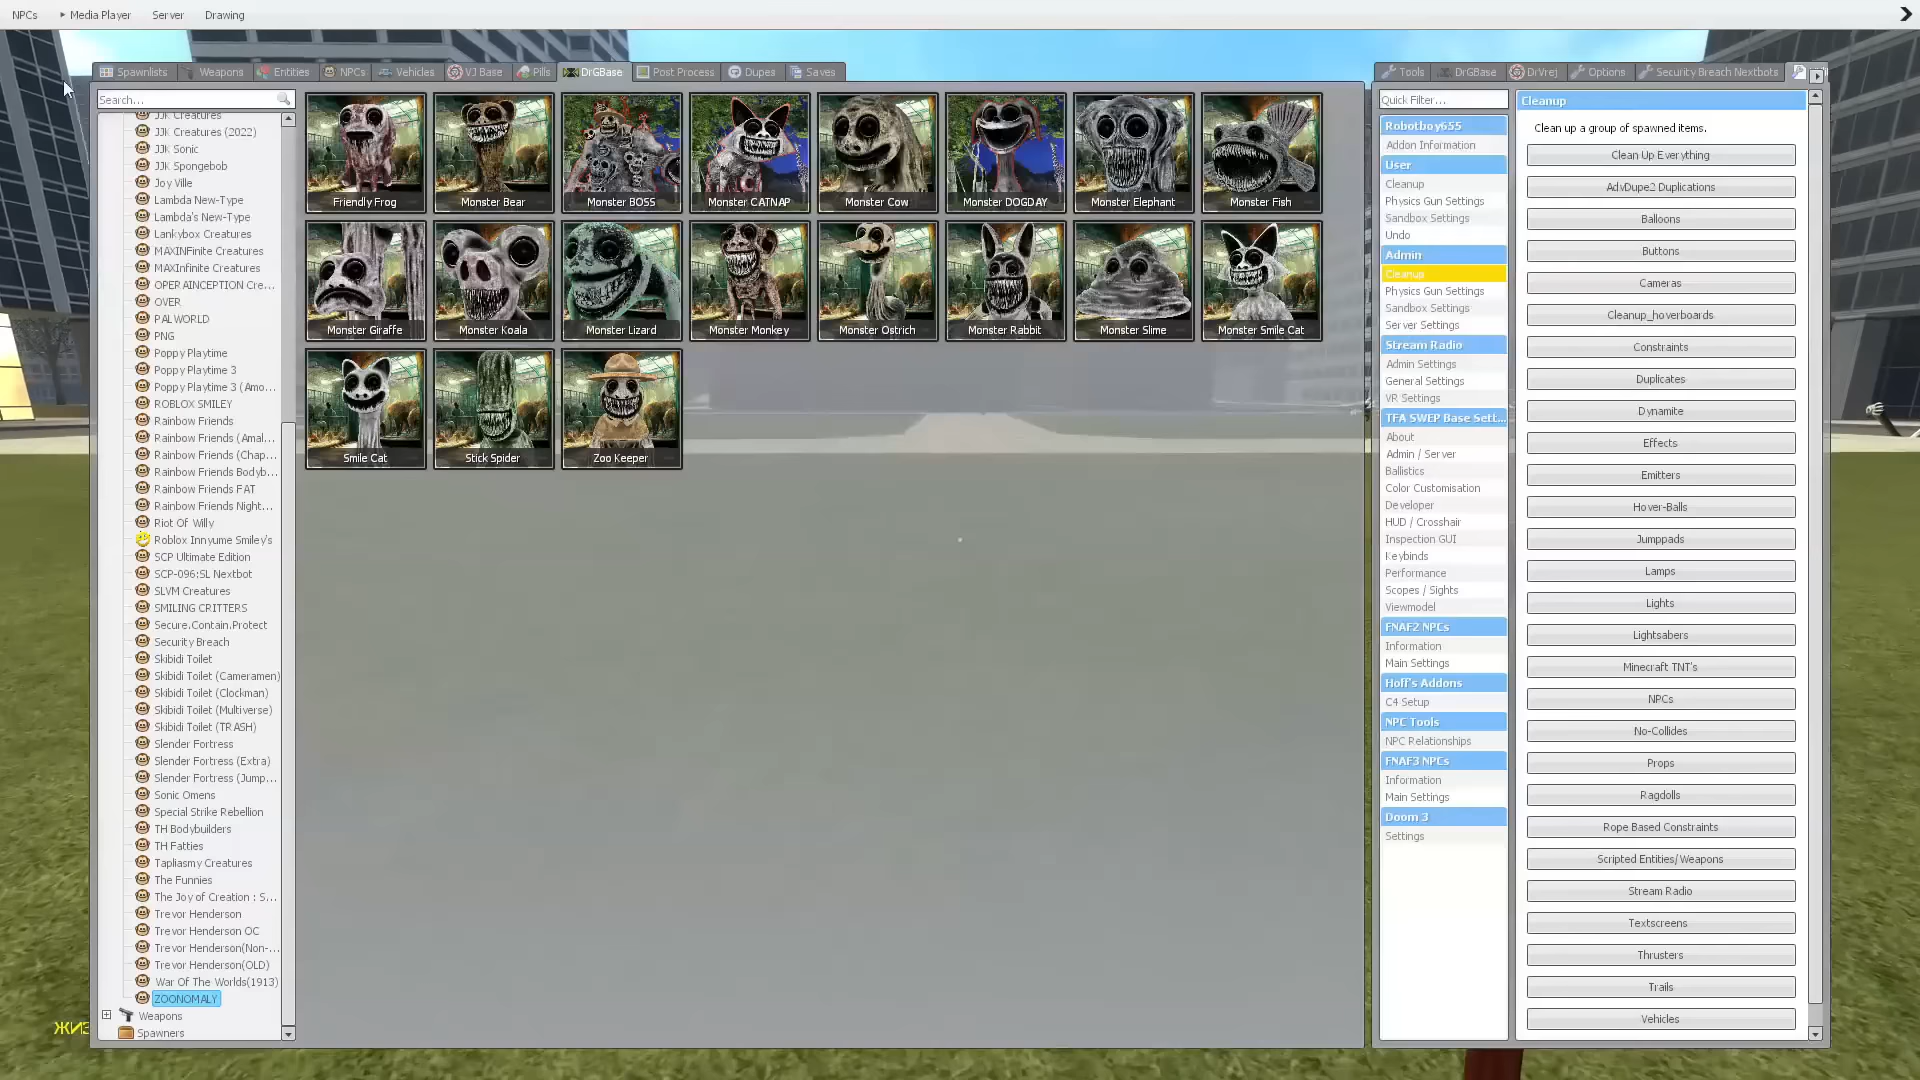 NPCs
Media Player
Server
Drawing
Spawnlists
Weapons
Entities
NPCs
Vehicles
VJ Base
Pills
DrGBase
Post Process
Dupes
Saves
Search...
JJK Creatures
JJK Creatures (2022)
JJK Sonic
JJK Spongebob
Joy Ville
Lambda New-Type
Lambda's New-Type
Lankybox Creatures
MAXINFinite Creatures
MAXInfinite Creatures
OPER AINCEPTION Cre...
OVER
PALWORLD
PNG
Poppy Playtime
Poppy Playtime 3
Poppy Playtime 3 (Amo...
ROBLOX SMILEY
Rainbow Friends
Rainbow Friends (Amal...
Rainbow Friends (Chap...
Rainbow Friends Bodyb...
Rainbow Friends FAT
Rainbow Friends Night...
Riot Of Willy
Roblox Innyume Smiley's
SCP Ultimate Edition
SCP-096:SL Nextbot
SLVM Creatures
SMILING CRITTERS
Secure.Contain.Protect
Security Breach
Skibidi Toilet
Skibidi Toilet (Cameramen)
Skibidi Toilet (Clockman)
Skibidi Toilet (Multiverse)
Skibidi Toilet (TRASH)
Slender Fortress
Slender Fortress (Extra)
Slender Fortress (Jump...
Sonic Omens
Special Strike Rebellion
TH Bodybuilders
TH Fatties
Tapliasmy Creatures
The Funnies
The Joy of Creation : S...
Trevor Henderson
Trevor Henderson OC
Trevor Henderson(Non-...
Trevor Henderson(OLD)
War Of The Worlds(1913)
ZOONOMALY
Weapons
Spawners
ЖИЗ
Friendly Frog
Monster Bear
Monster BOSS
Monster CATNAP
Monster Cow
Monster DOGDAY
Monster Elephant
Monster Fish
Monster Giraffe
Monster Koala
Monster Lizard
Monster Monkey
Monster Ostrich
Monster Rabbit
Monster Slime
Monster Smile Cat
Smile Cat
Stick Spider
Zoo Keeper
Tools
DrGBase
DrVrej
Options
Security Breach Nextbots
Quick Filter...
Robotboy655
Addon Information
User
Cleanup
Physics Gun Settings
Sandbox Settings
Undo
Admin
Cleanup
Physics Gun Settings
Sandbox Settings
Server Settings
Stream Radio
Admin Settings
General Settings
VR Settings
TFA SWEP Base Sett...
About
Admin / Server
Ballistics
Color Customisation
Developer
HUD / Crosshair
Inspection GUI
Keybinds
Performance
Scopes / Sights
Viewmodel
FNAF2 NPCs
Information
Main Settings
Hoff's Addons
C4 Setup
NPC Tools
NPC Relationships
FNAF3 NPCs
Information
Main Settings
Doom 3
Settings
Cleanup
Clean up a group of spawned items.
Clean Up Everything
AdvDupe2 Duplications
Balloons
Buttons
Cameras
Cleanup_hoverboards
Constraints
Duplicates
Dynamite
Effects
Emitters
Hover-Balls
Jumppads
Lamps
Lights
Lightsabers
Minecraft TNT's
NPCs
No-Collides
Props
Ragdolls
Rope Based Constraints
Scripted Entities/Weapons
Stream Radio
Textscreens
Thrusters
Trails
Vehicles